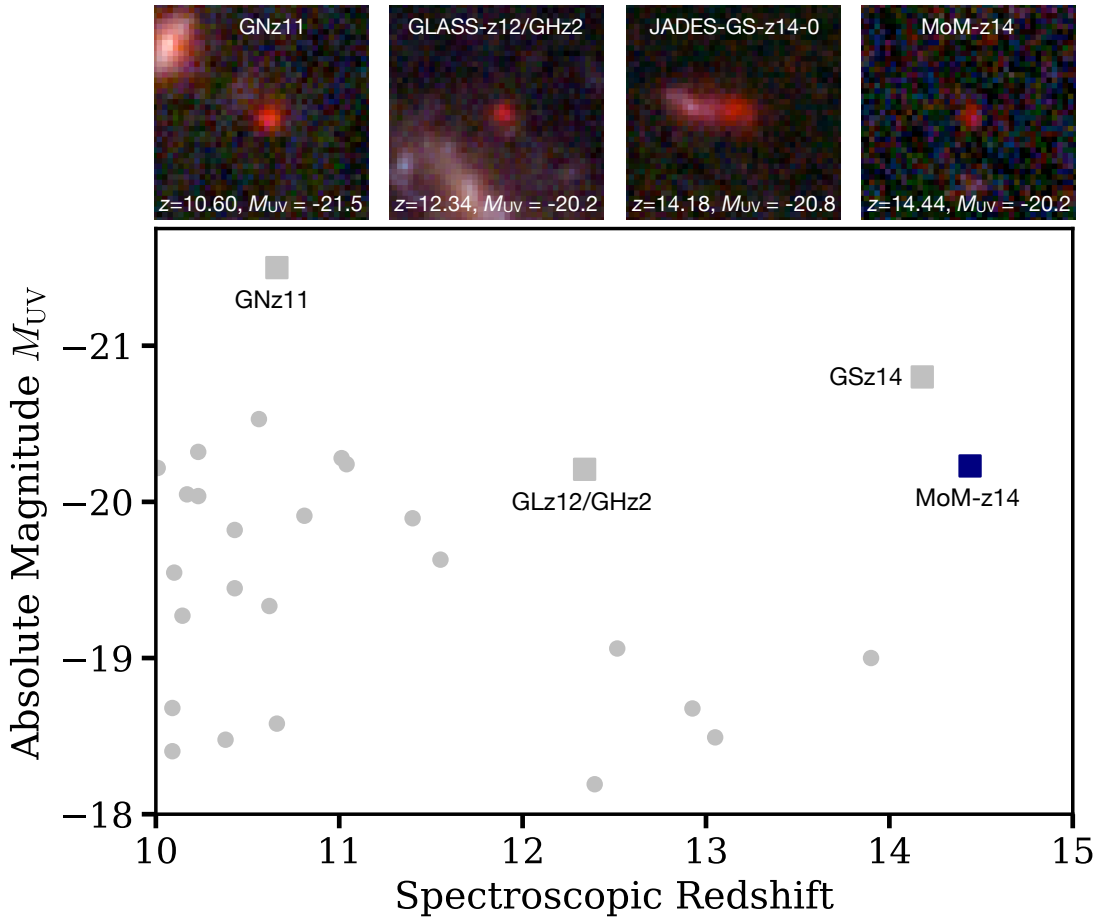 GNz11
GLASS-z12/GHz2
JADES-GS-z14-0
MoM-z14
z=10.60, MUV = -21.5
z=12.34, MUV = -20.2
z=14.18, MUV = -20.8
z=14.44, MUV = -20.2
Absolute Magnitude MUV
−21
−20
−19
−18
GNz11
GSz14
GLz12/GHz2
MoM-z14
10 11 12 13 14 15
Spectroscopic Redshift